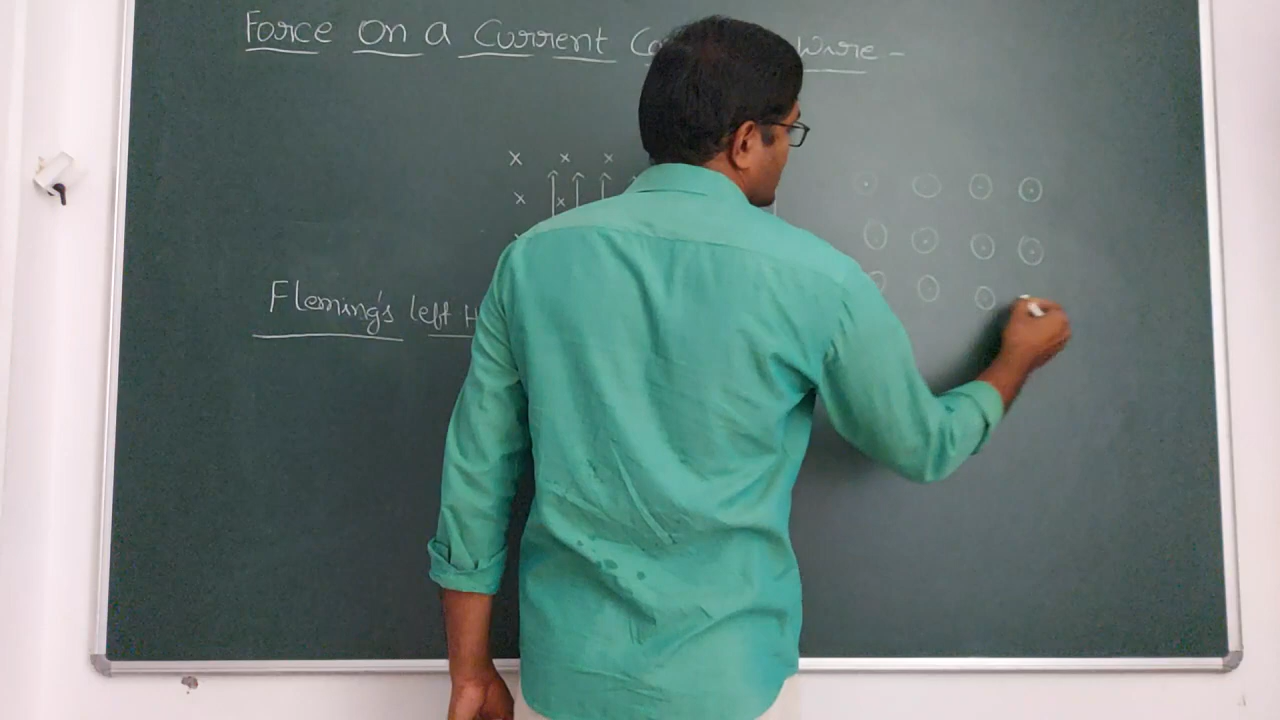 Force On a Current Wire -
x x x
x x
Fleming's left